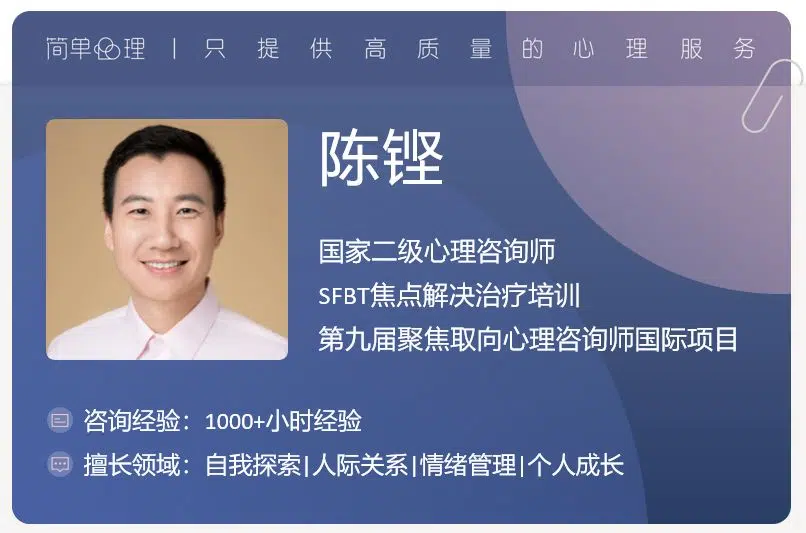 简单心理 | 只提供高质量的心理服务
陈铿
国家二级心理咨询师
SFBT焦点解决治疗培训
第九届聚焦取向心理咨询师国际项目
咨询经验：1000+小时经验
擅长领域：自我探索|人际关系|情绪管理|个人成长